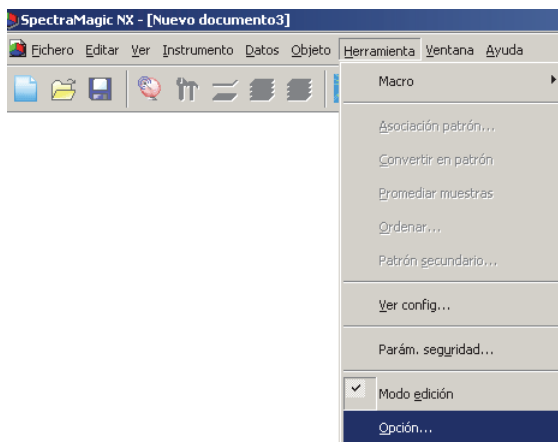 SpectraMagic NX - [Nuevo documento3]
Fichero Editar Ver Instrumento Datos Objeto Herramienta Ventana Ayuda
Macro
Asociación patrón...
Convertir en patrón
Promediar muestras
Ordenar...
Patrón secundario...
Ver config...
Parám. seguridad...
Modo edición
Opción...